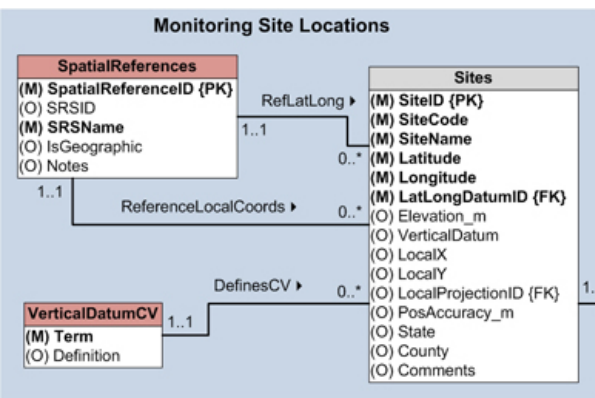 Monitoring Site Locations
SpatialReferences
(M) SpatialReferenceID {PK}
(O) SRSID
(M) SRSName
(O) IsGeographic
(O) Notes
RefLatLong
1..1
0..*
1..1
ReferenceLocalCoords
0..*
Sites
(M) SiteID {PK}
(M) SiteCode
(M) SiteName
(M) Latitude
(M) Longitude
(M) LatLongDatumID {FK}
(O) Elevation_m
(O) VerticalDatum
(O) LocalX
(O) LocalY
(O) LocalProjectionID {FK}
(O) PosAccuracy_m
(O) State
(O) County
(O) Comments
DefinesCV
0..*
1..1
VerticalDatumCV
(M) Term
(O) Definition
1.